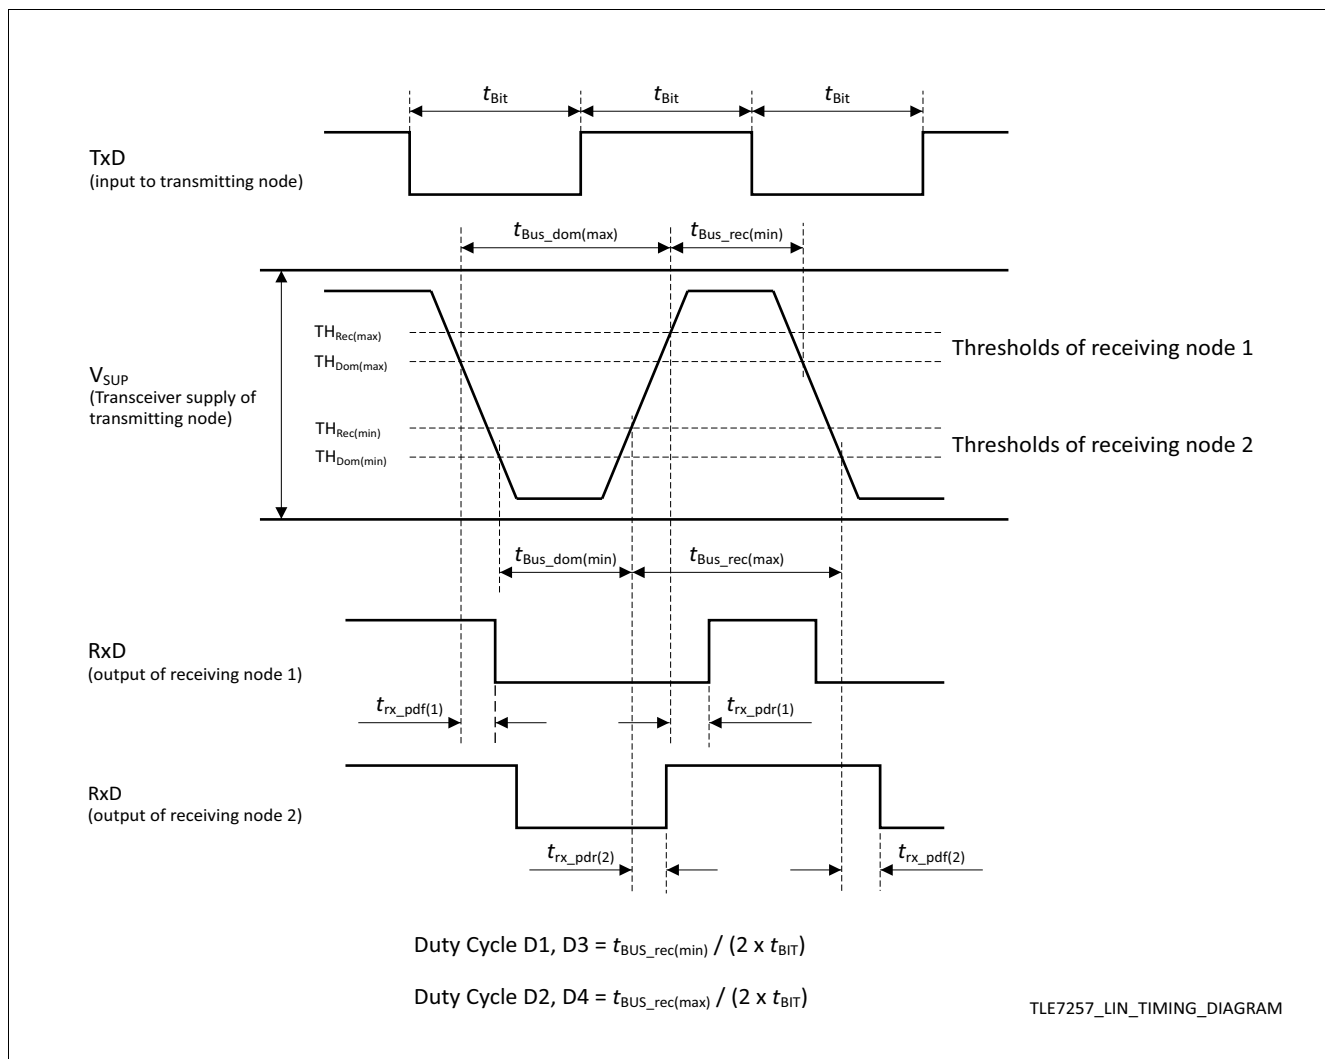 tBit tBit tBit
TxD
(input to transmitting node)
tBus_dom(max) tBus_rec(min)
THRec(max)
Thresholds of receiving node 1
THDom(max)
VSUP
(Transceiver supply of
transmitting node)
THRec(min)
Thresholds of receiving node 2
THDom(min)
tBus_dom(min) tBus_rec(max)
RxD
(output of receiving node 1)
trx_pdf(1) trx_pdr(1)
RxD
(output of receiving node 2)
trx_pdr(2) trx_pdf(2)
Duty Cycle D1, D3 = tBUS_rec(min) / (2 x tBIT)
Duty Cycle D2, D4 = tBUS_rec(max) / (2 x tBIT)
TLE7257_LIN_TIMING_DIAGRAM